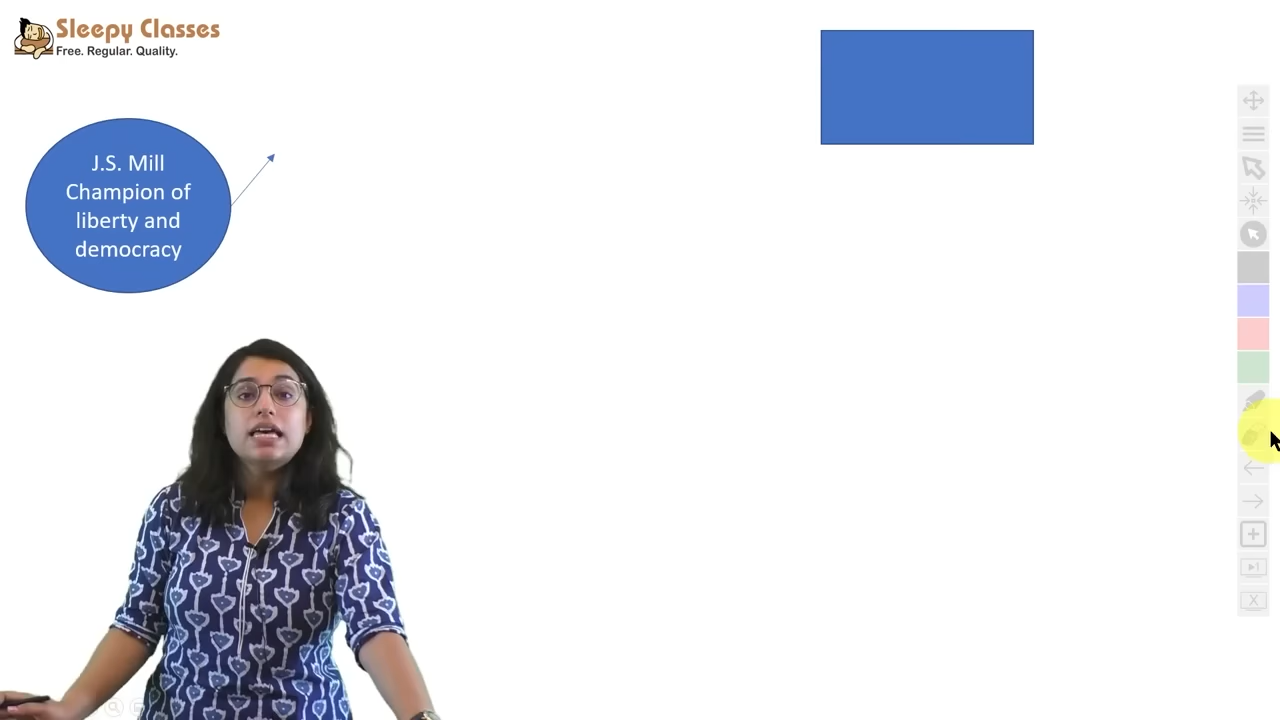 Sleepy Classes
Free. Regular. Quality.
J.S. Mill
Champion of
liberty and
democracy